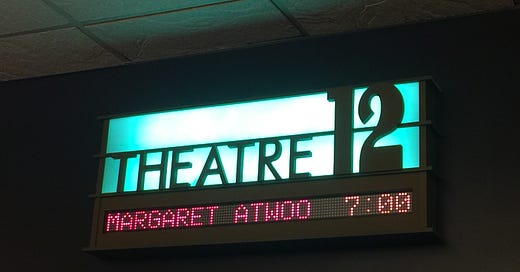 THEATRE 12
MARGARET ATWOO 7:00